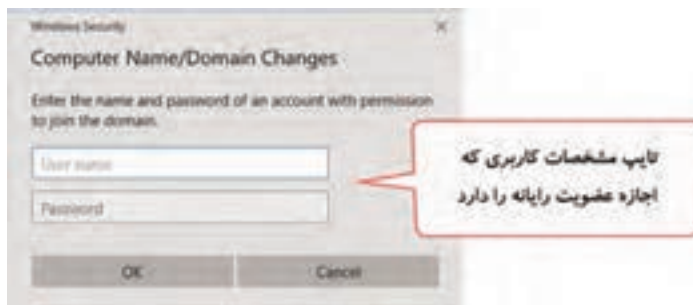 Windows Security
Computer Name/Domain Changes
Enter the name and password of an account with permission
to join the domain.
User name
Password
OK
Cancel
تایپ مشخصات کاربری که
اجازه عضویت رایانه را دارد